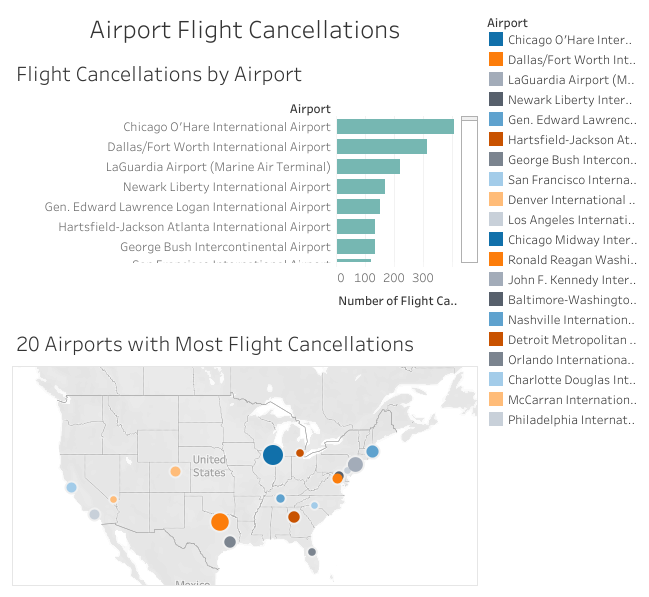 Airport Flight Cancellations
Flight Cancellations by Airport
Airport
Chicago O'Hare International Airport
Dallas/Fort Worth International Airport
LaGuardia Airport (Marine Air Terminal)
Newark Liberty International Airport
Gen. Edward Lawrence Logan International Airport
Hartsfield-Jackson Atlanta International Airport
George Bush Intercontinental Airport
San Francisco International Airport
0 100 200 300
Number of Flight Ca..
20 Airports with Most Flight Cancellations
United
States
Mexico
Airport
Chicago O'Hare Inter..
Dallas/Fort Worth Int..
LaGuardia Airport (M..
Newark Liberty Inter..
Gen. Edward Lawrenc..
Hartsfield-Jackson At..
George Bush Intercon..
San Francisco Interna..
Denver International ..
Los Angeles Internati..
Chicago Midway Inter..
Ronald Reagan Washi..
John F. Kennedy Inter..
Baltimore-Washingto..
Nashville Internation..
Detroit Metropolitan ..
Orlando Internationa..
Charlotte Douglas Int..
McCarran Internation..
Philadelphia Internat..